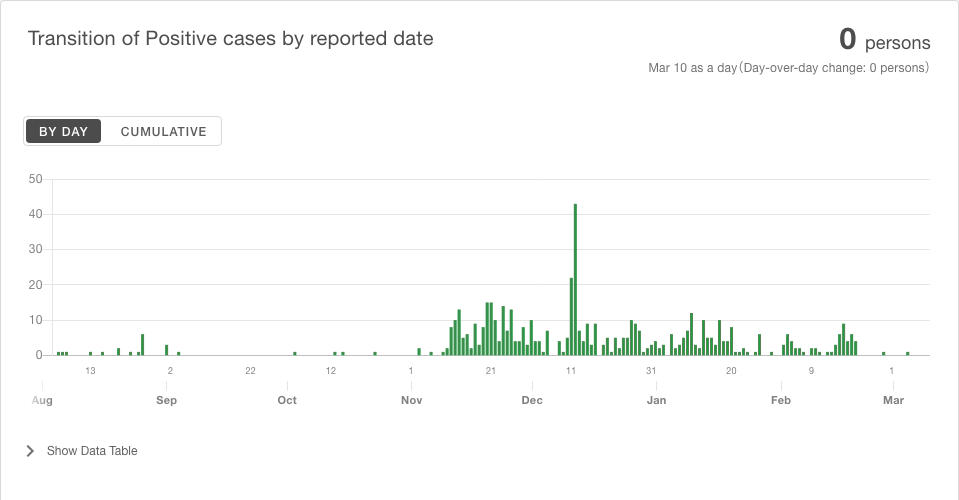 Transition of Positive cases by reported date
0 persons
Mar 10 as a day(Day-over-day change: 0 persons)
BY DAY CUMULATIVE
50
40
30
20
10
0
13 2 22 12 1 21 11 31 20 9 1
Aug Sep Oct Nov Dec Jan Feb Mar
Show Data Table